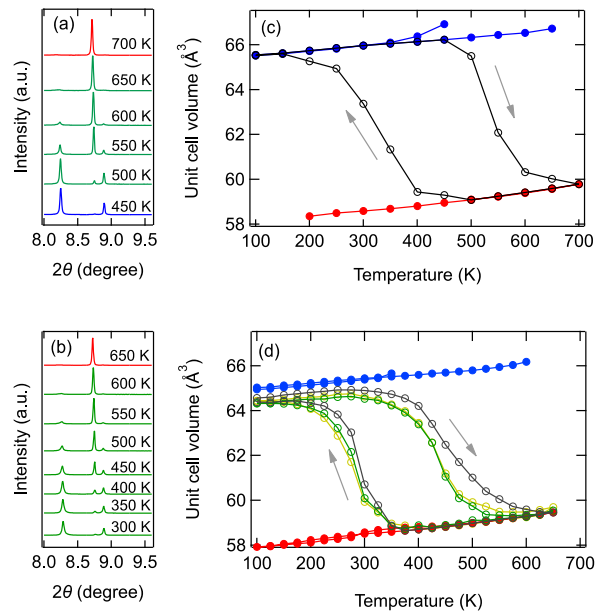 (a)
700 K
650 K
600 K
550 K
500 K
450 K
Intensity (a.u.)
8.0 8.5 9.0 9.5
2θ (degree)
(c)
66
64
62
60
58
Unit cell volume (Å³)
100 200 300 400 500 600 700
Temperature (K)
(b)
650 K
600 K
550 K
500 K
450 K
400 K
350 K
300 K
Intensity (a.u.)
8.0 8.5 9.0 9.5
2θ (degree)
(d)
66
64
62
60
58
Unit cell volume (Å³)
100 200 300 400 500 600 700
Temperature (K)